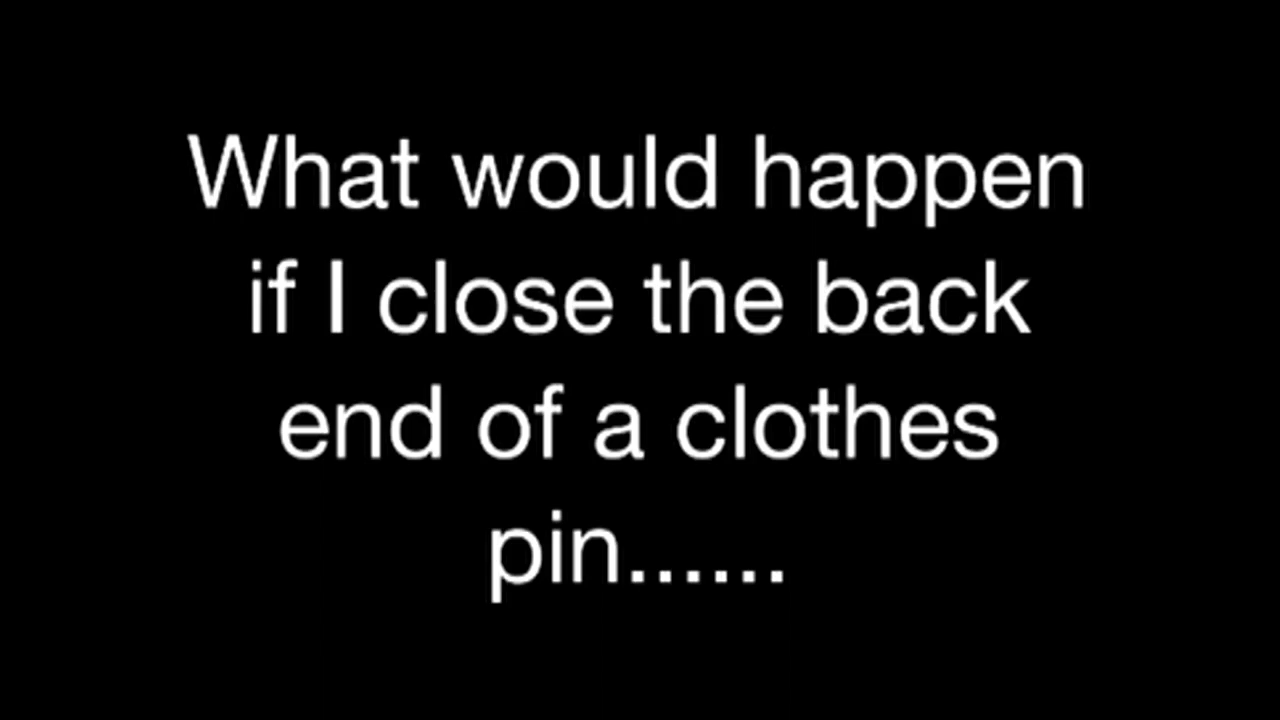 What would happen
if I close the back
end of a clothes
pin......